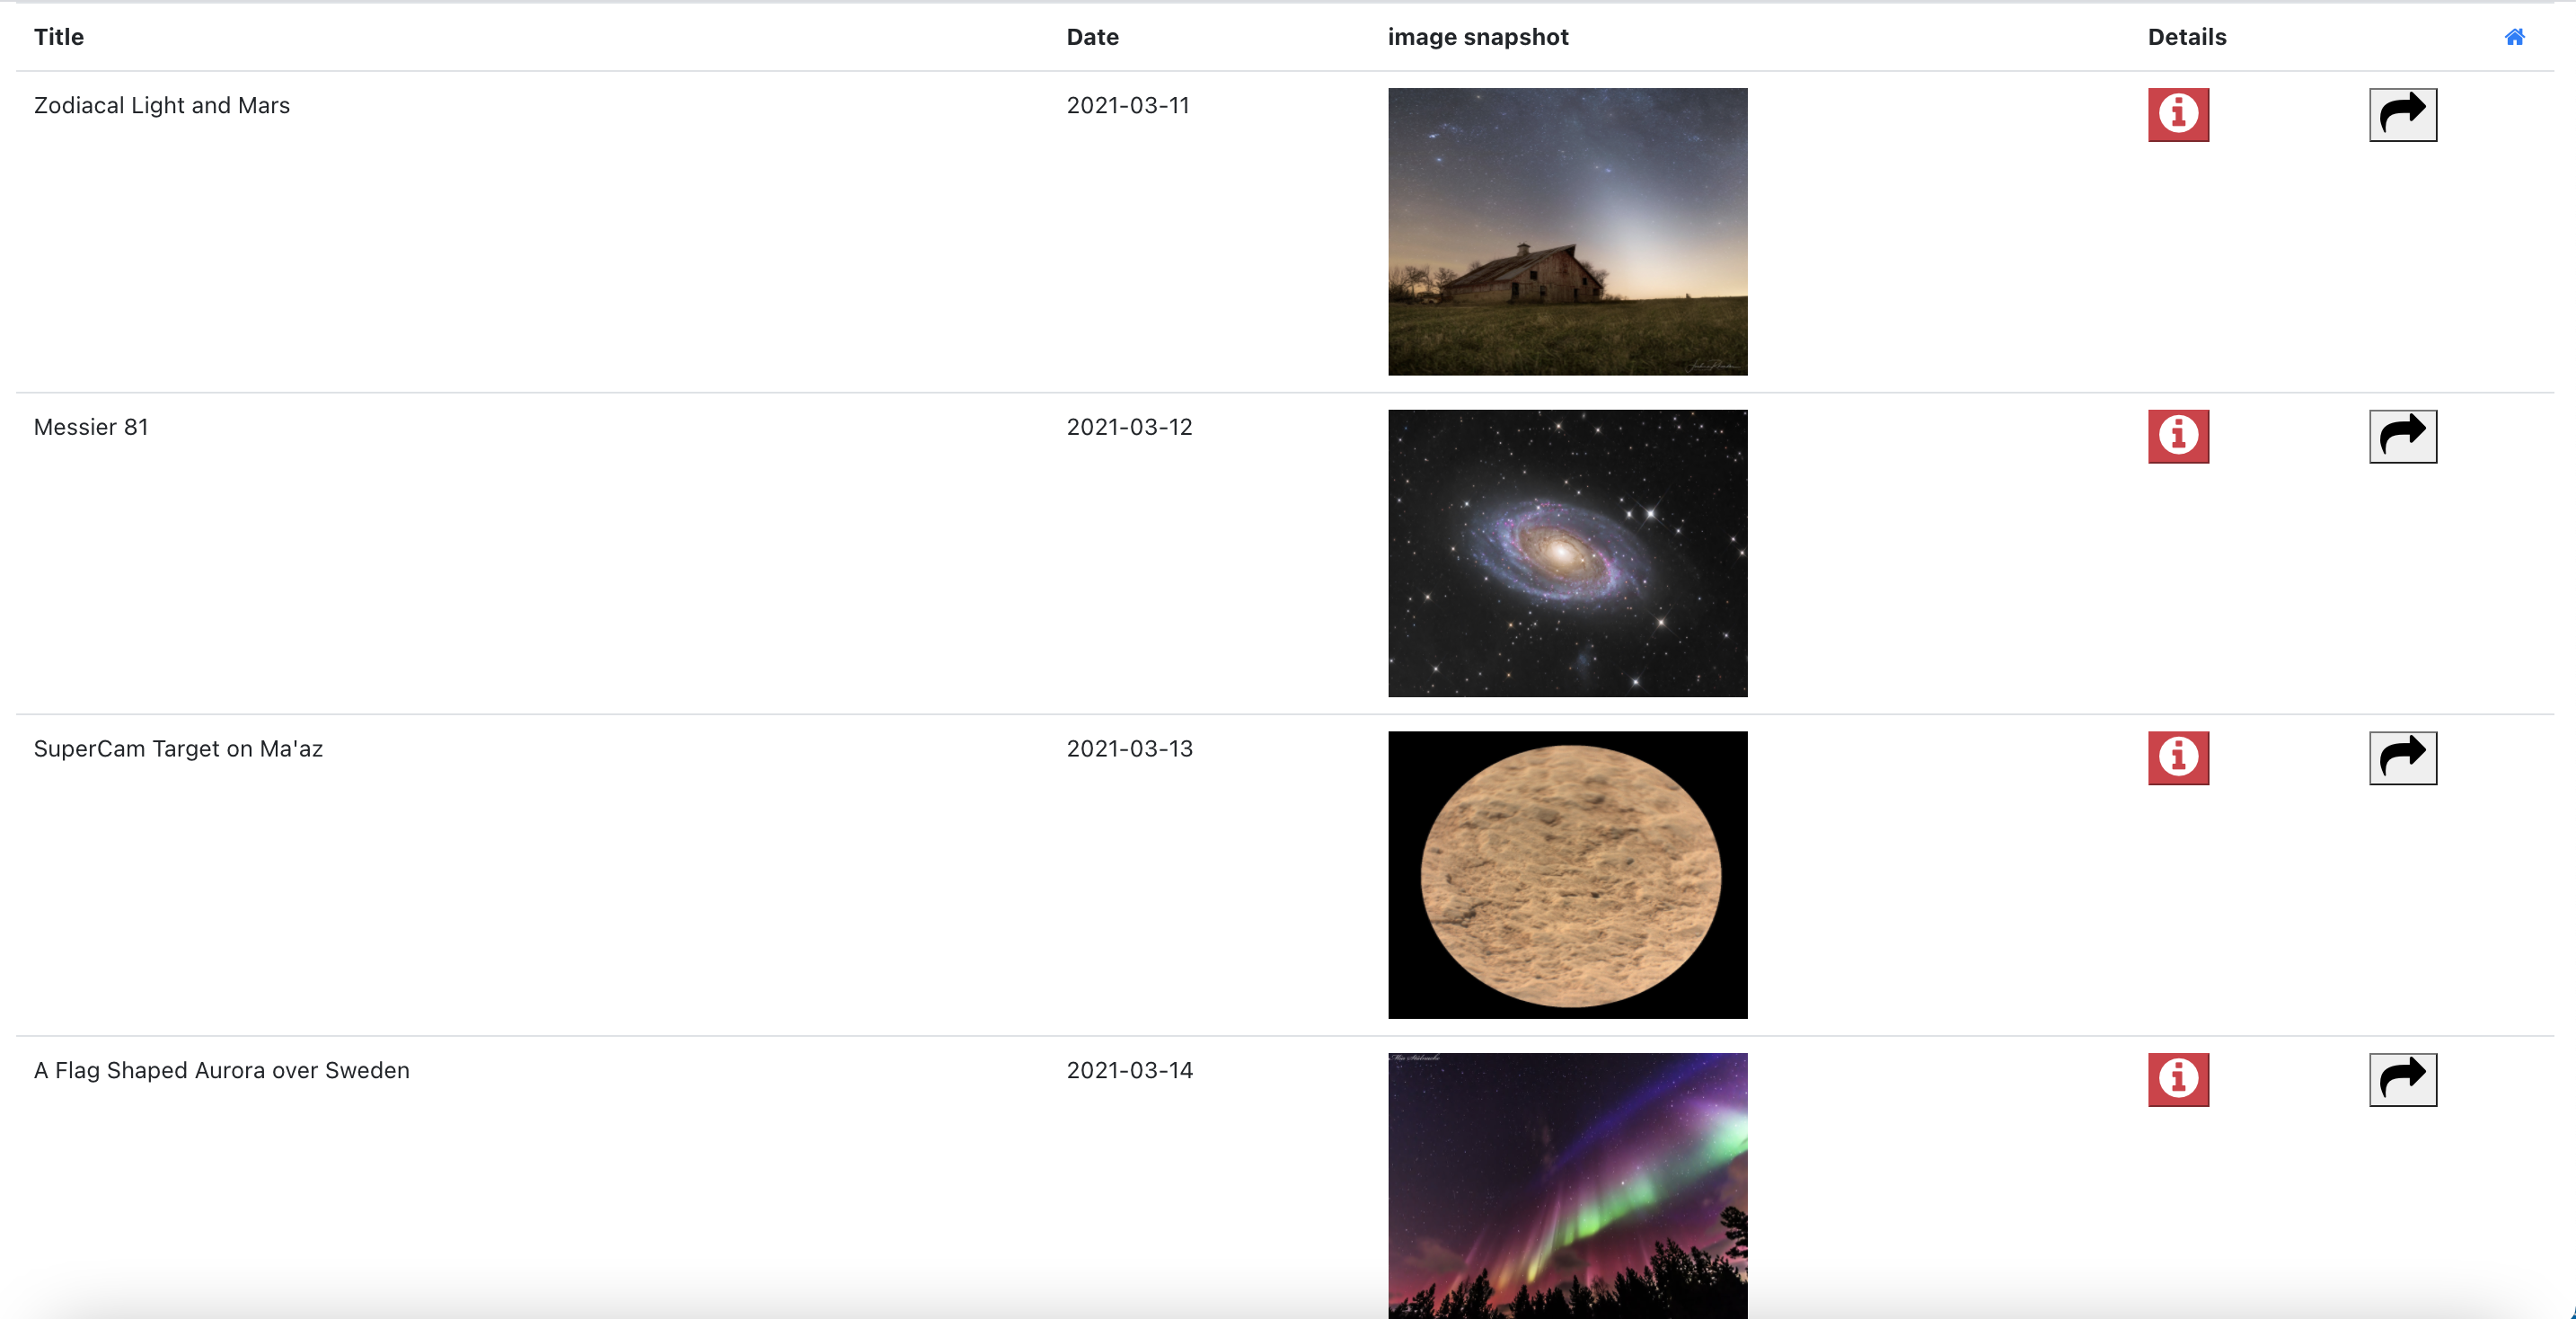 Title Date image snapshot Details
Zodiacal Light and Mars 2021-03-11
Messier 81 2021-03-12
SuperCam Target on Ma'az 2021-03-13
A Flag Shaped Aurora over Sweden 2021-03-14